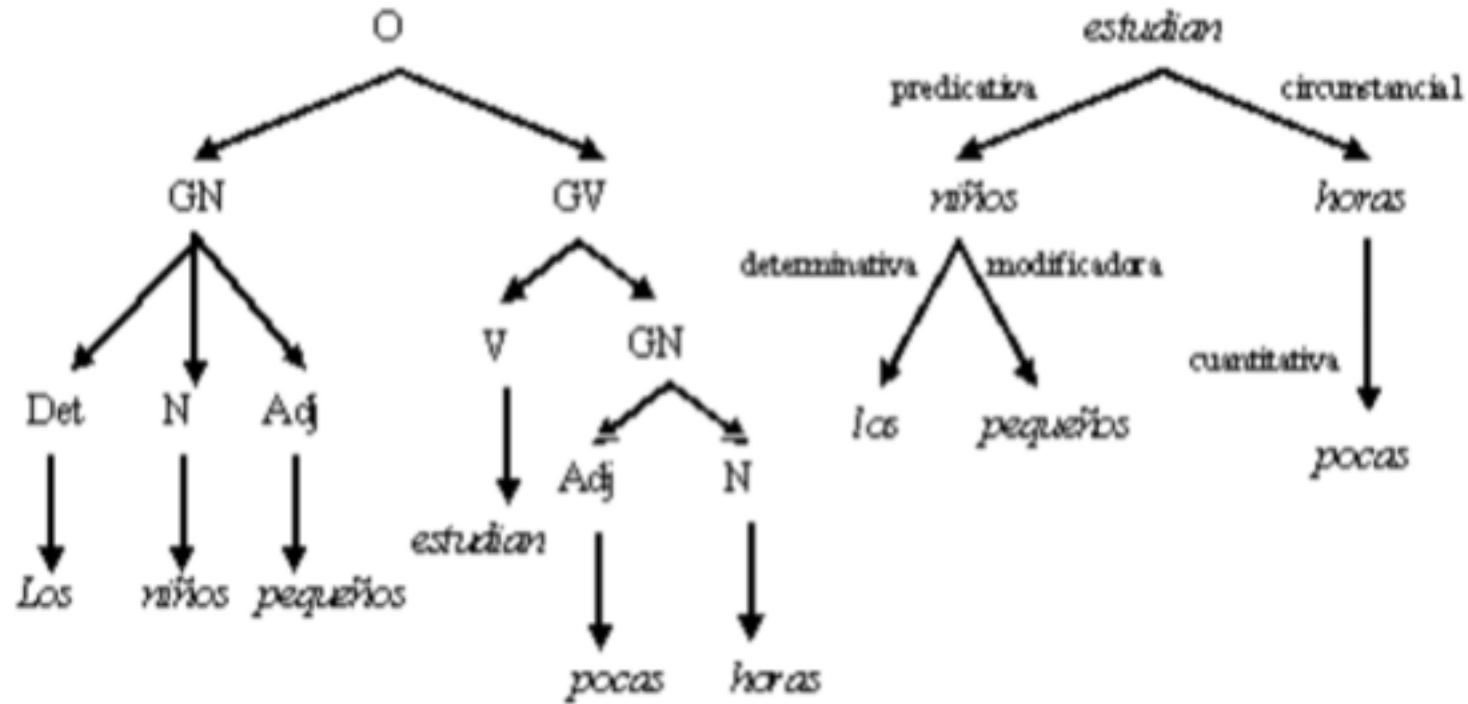 O
GN GV
V GN
Det N Adj
Adj N
estudian
Los niños pequeños
pocas horas
estudian
predicativa circunstancial
niños horas
determinativa modificadora
cuantitativa
los pequeños
pocas